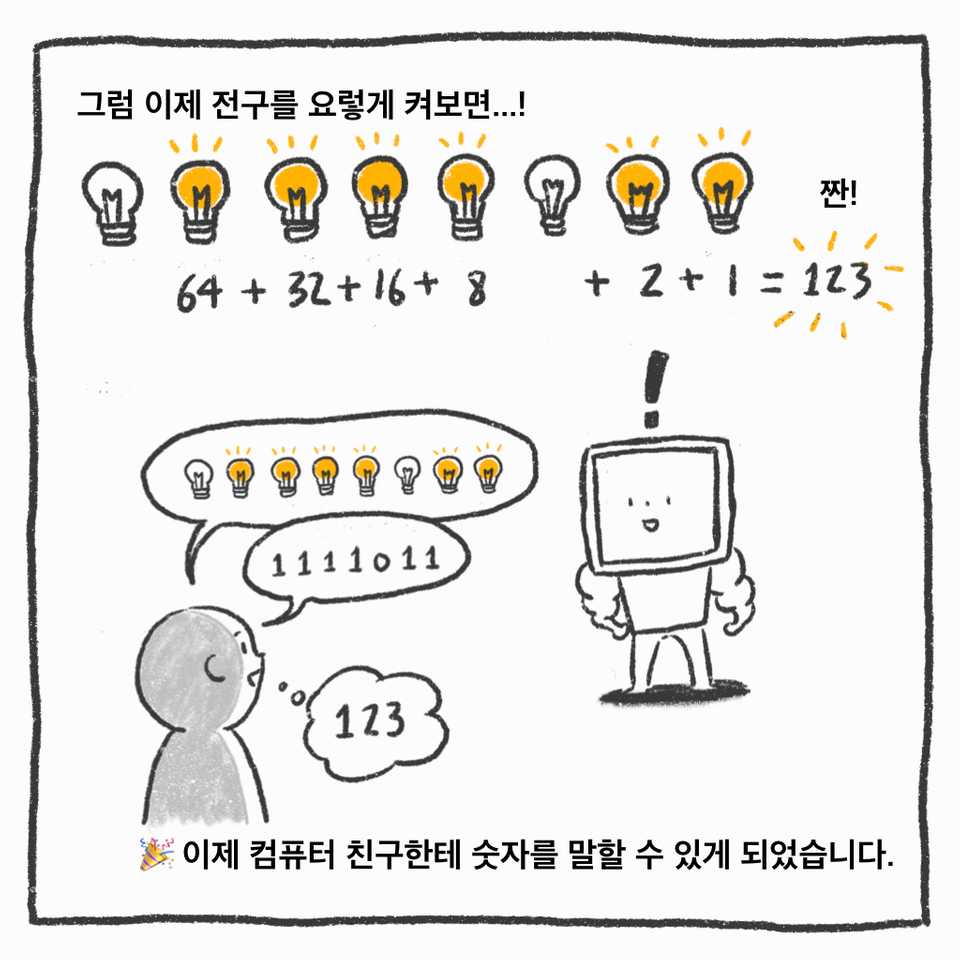 그럼 이제 전구를 요렇게 켜보면...!
짠!
64 + 32 + 16 + 8 + 2 + 1 = 123
1111011
123
🎉 이제 컴퓨터 친구한테 숫자를 말할 수 있게 되었습니다.